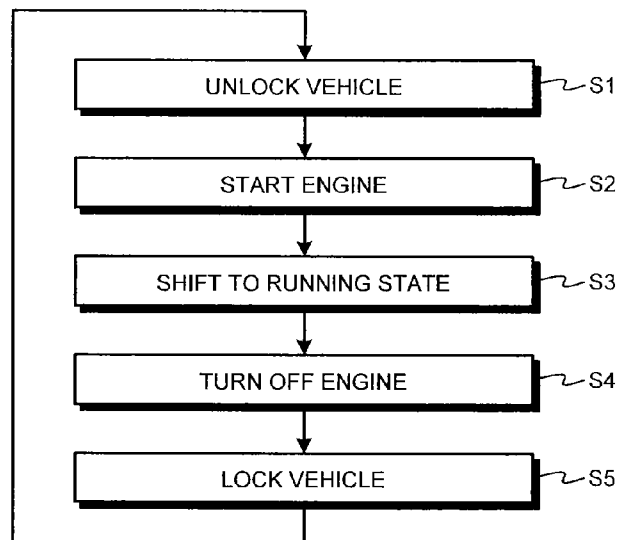 UNLOCK VEHICLE S1
START ENGINE S2
SHIFT TO RUNNING STATE S3
TURN OFF ENGINE S4
LOCK VEHICLE S5